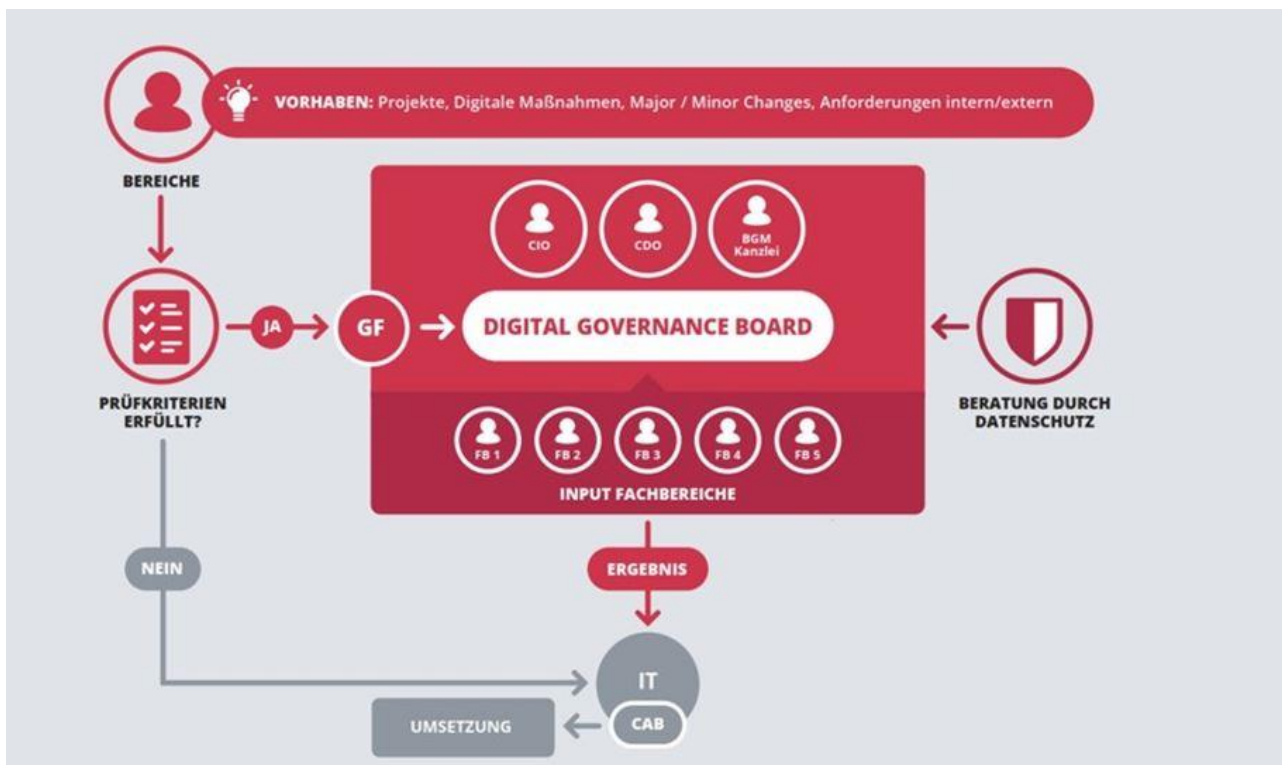 VORHABEN: Projekte, Digitale Maßnahmen, Major / Minor Changes, Anforderungen intern/extern
BEREICHE
CIO
CDO
BGM
Kanzlei
JA
GF
DIGITAL GOVERNANCE BOARD
PRÜFKRITERIEN
ERFÜLLT?
BERATUNG DURCH
DATENSCHUTZ
FB 1
FB 2
FB 3
FB 4
FB 5
INPUT FACHBEREICHE
NEIN
ERGEBNIS
IT
CAB
UMSETZUNG